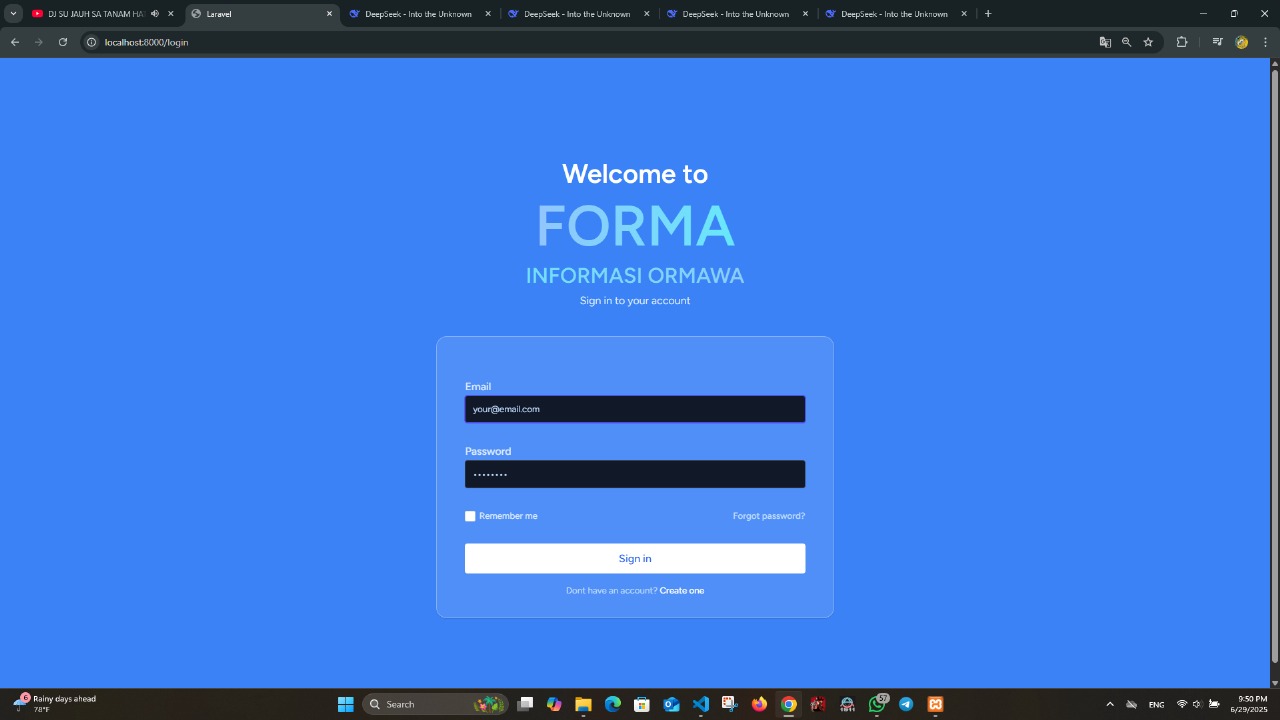 DJ SU JAUH SA TANAM HA
Laravel
DeepSeek - Into the Unknown
DeepSeek - Into the Unknown
DeepSeek - Into the Unknown
DeepSeek - Into the Unknown
localhost:8000/login
Welcome to
FORMA
INFORMASI ORMAWA
Sign in to your account
Email
your@email.com
Password
••••••••
Remember me
Forgot password?
Sign in
Dont have an account? Create one
6
Rainy days ahead
78°F
Search
57
ENG
9:50 PM
6/29/2025